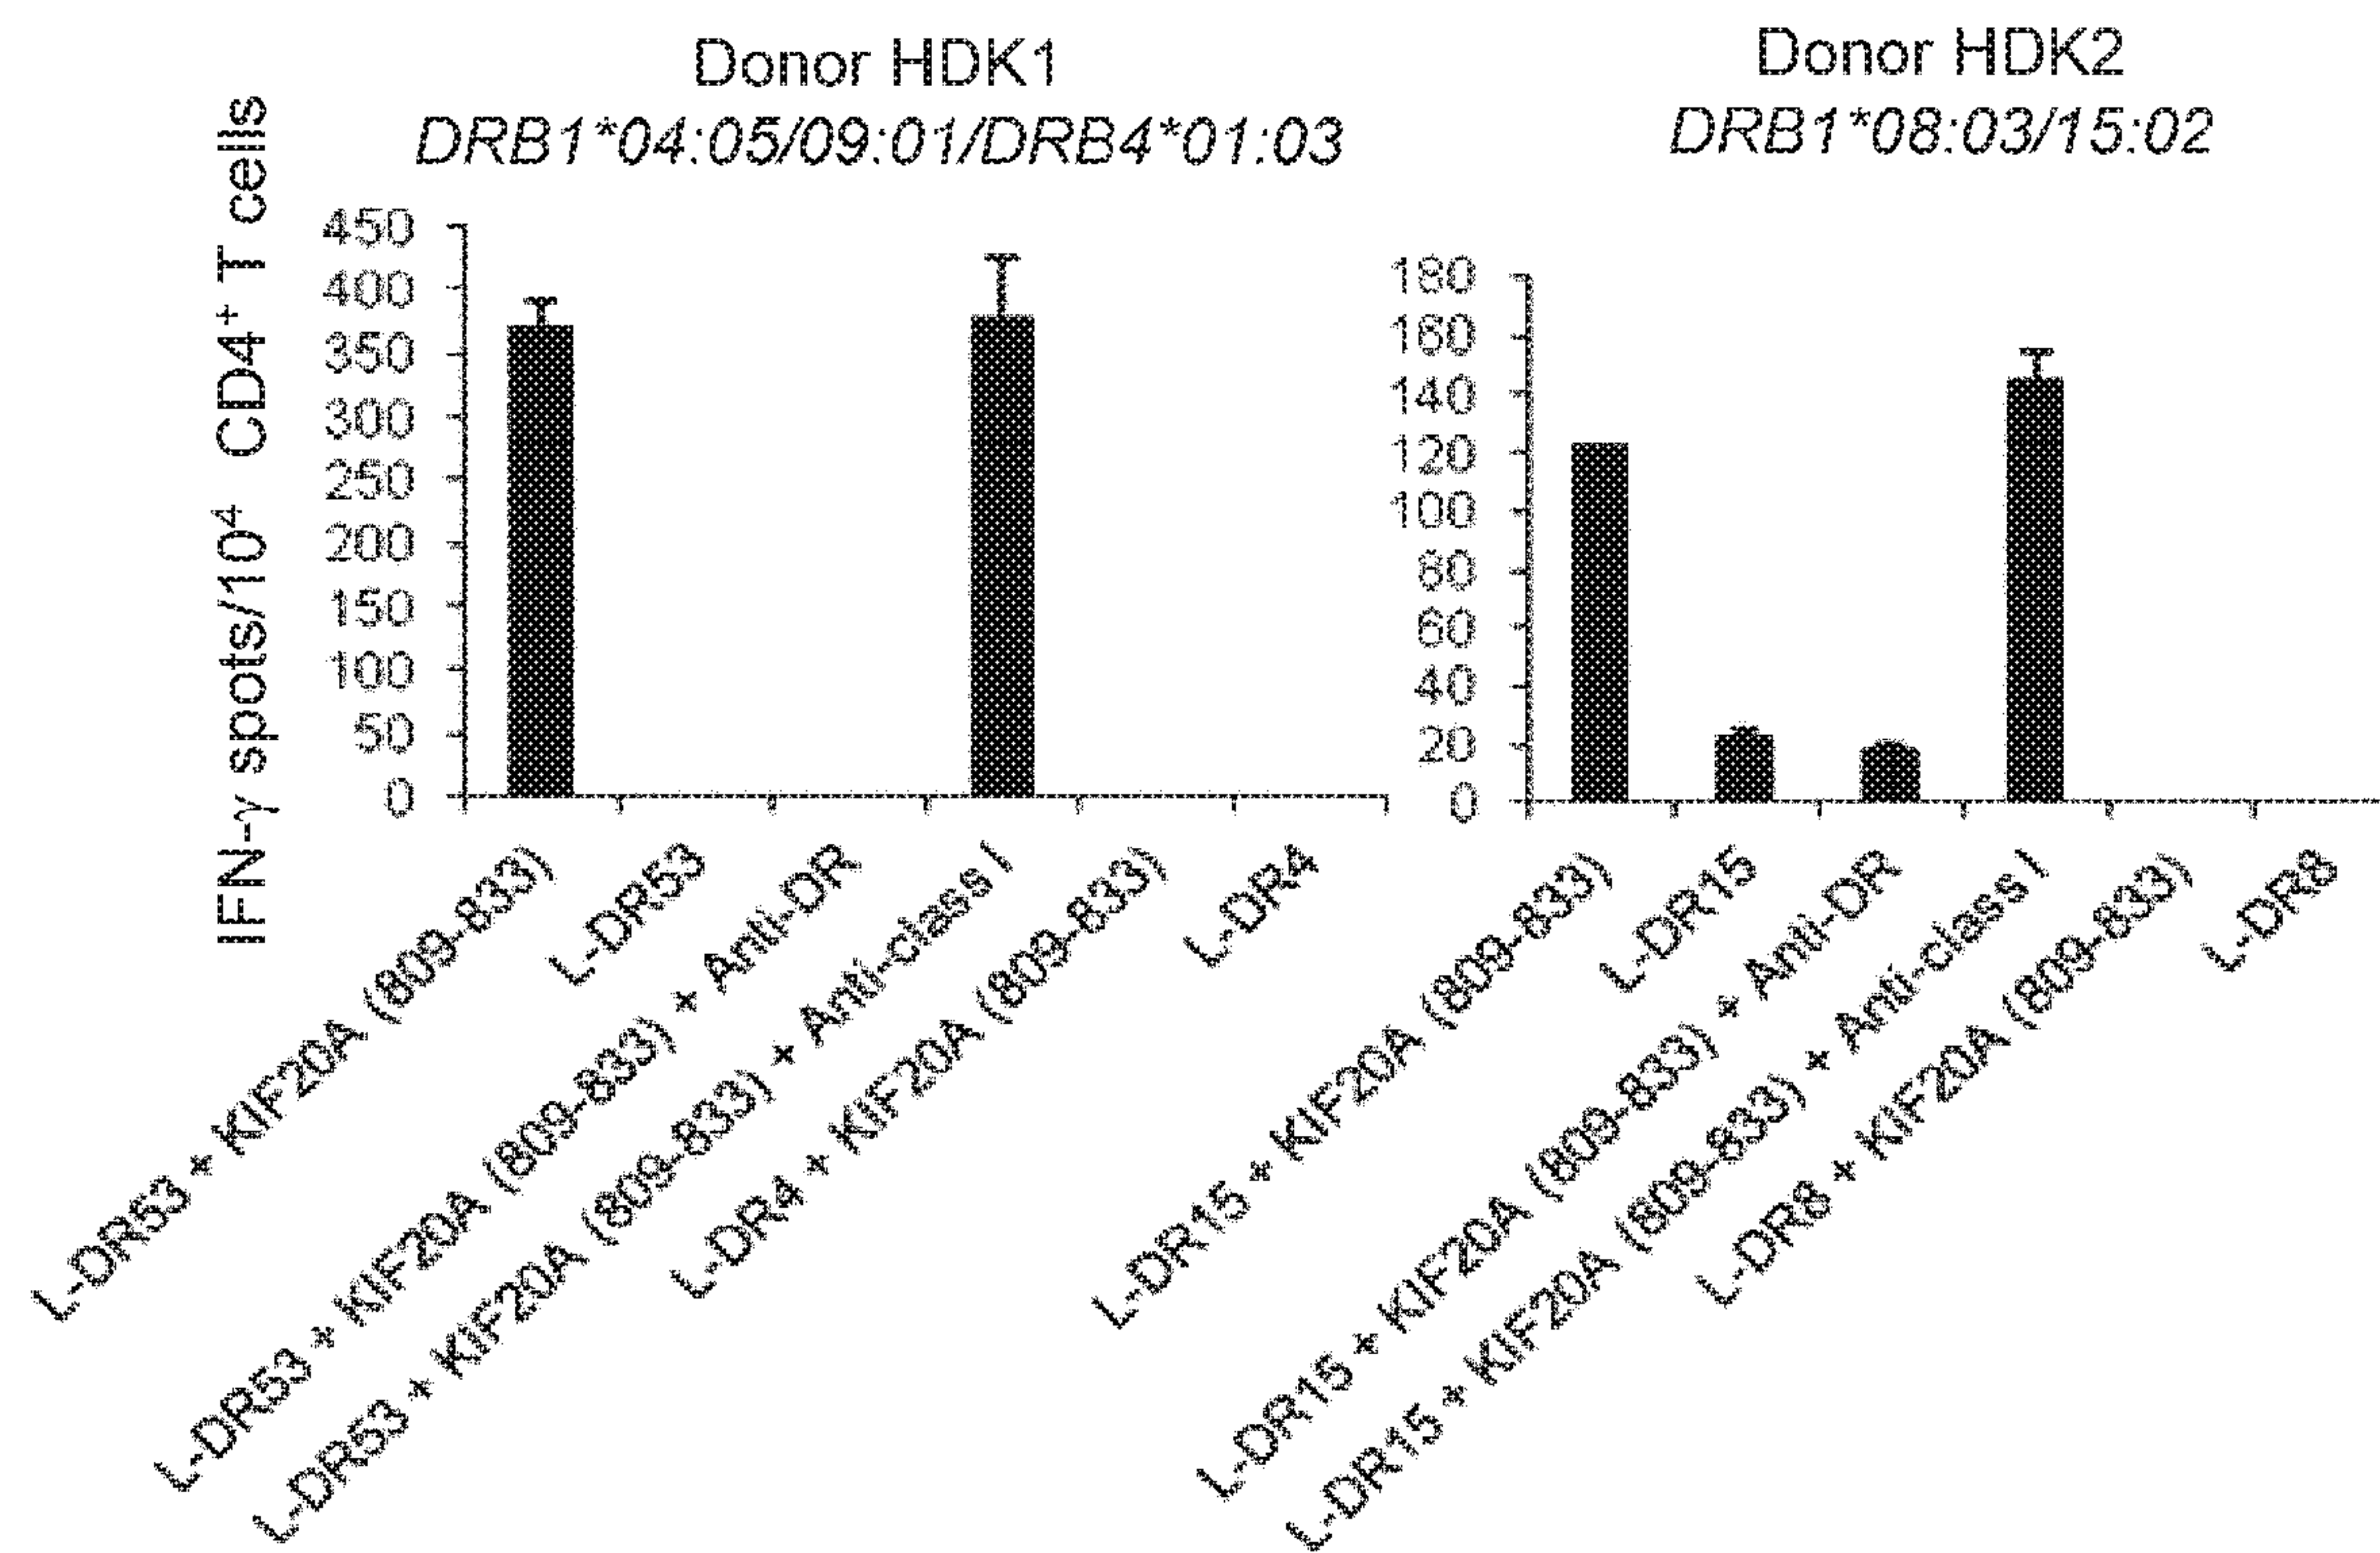 Donor HDK1
DRB1*04:05/09:01/DRB4*01:03
IFN-γ spots/10⁴ CD4⁺ T cells
450
400
350
300
250
200
150
100
50
0
L-DR53 + KIF20A (809-833)
L-DR53
L-DR53 + KIF20A (809-833) + Anti-DR
L-DR53 + KIF20A (809-833) + Anti-class I
L-DR4 + KIF20A (809-833)
L-DR4
Donor HDK2
DRB1*08:03/15:02
180
160
140
120
100
80
60
40
20
0
L-DR15 + KIF20A (809-833)
L-DR15
L-DR15 + KIF20A (809-833) + Anti-DR
L-DR15 + KIF20A (809-833) + Anti-class I
L-DR8 + KIF20A (809-833)
L-DR8